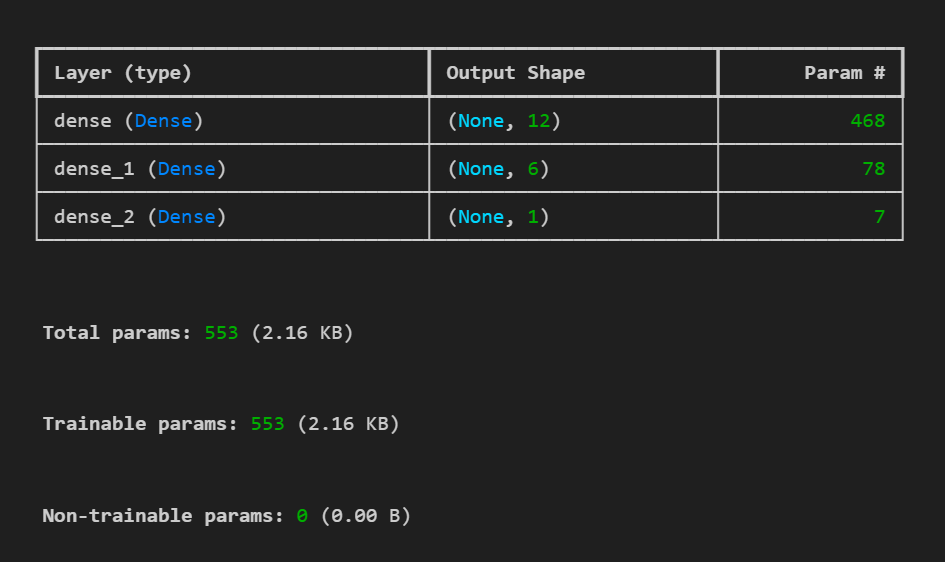 Layer (type) Output Shape Param #
dense (Dense) (None, 12) 468
dense_1 (Dense) (None, 6) 78
dense_2 (Dense) (None, 1) 7
Total params: 553 (2.16 KB)
Trainable params: 553 (2.16 KB)
Non-trainable params: 0 (0.00 B)